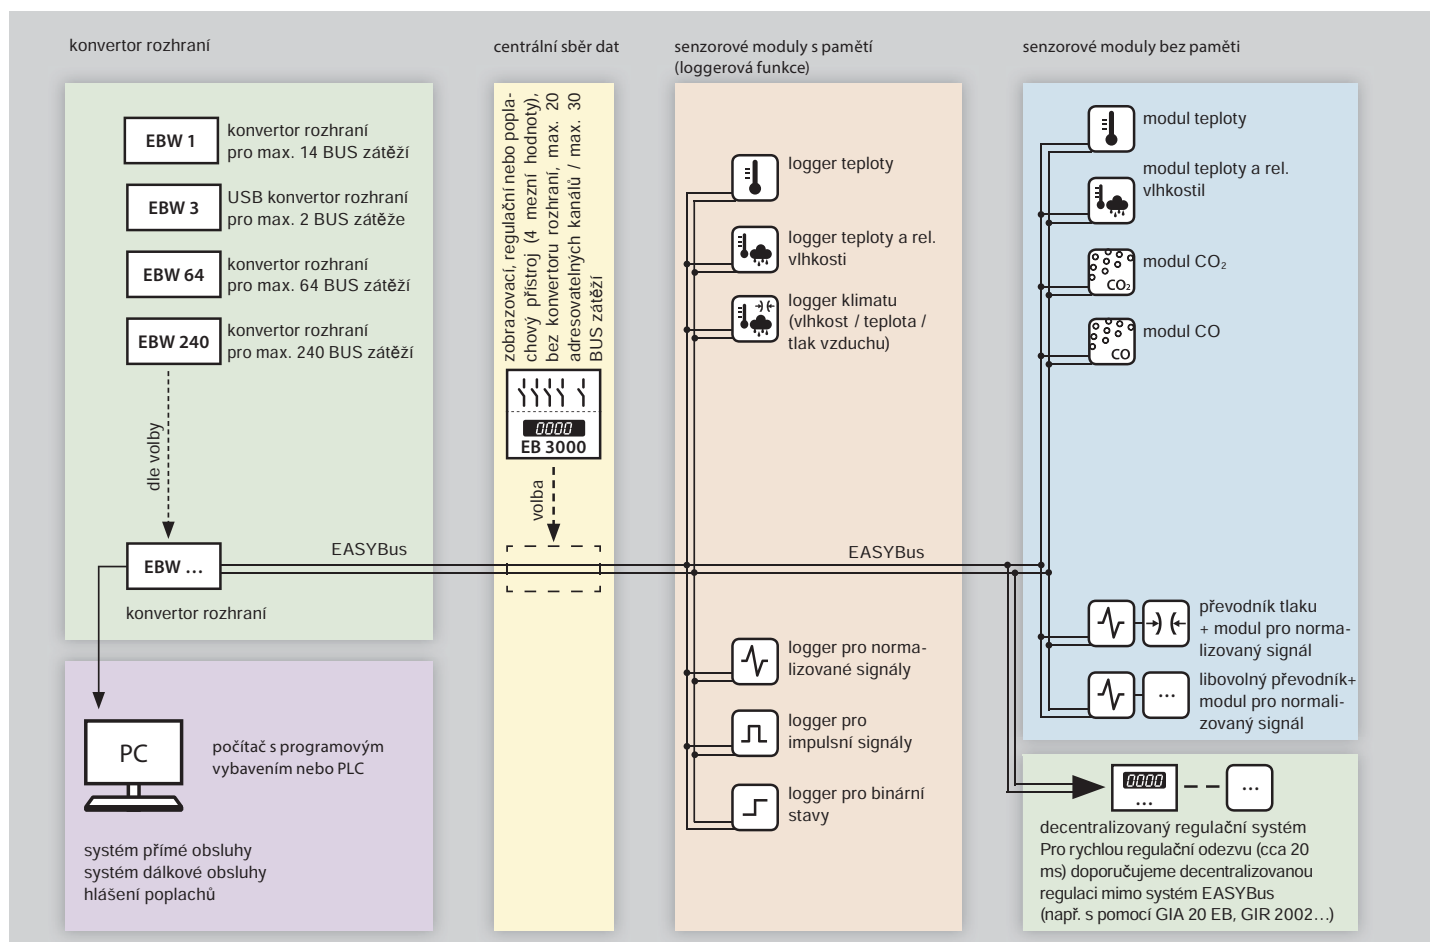 konvertor rozhraní
EBW 1
konvertor rozhraní
pro max. 14 BUS zátěží
EBW 3
USB konvertor rozhraní
pro max. 2 BUS zátěže
EBW 64
konvertor rozhraní
pro max. 64 BUS zátěží
EBW 240
konvertor rozhraní
pro max. 240 BUS zátěží
dle volby
EBW ...
EASYBus
konvertor rozhraní
PC
počítač s programovým
vybavením nebo PLC
systém přímé obsluhy
systém dálkové obsluhy
hlášení poplachů
centrální sběr dat
zobrazovací, regulační nebo popla-
chový přístroj (4 mezní hodnoty),
bez konvertoru rozhraní, max. 20
adresovatelných kanálů / max. 30
BUS zátěží
0000
EB 3000
volba
senzorové moduly s pamětí
(loggerová funkce)
logger teploty
logger teploty a rel.
vlhkosti
logger klimatu
(vlhkost / teplota /
tlak vzduchu)
EASYBus
logger pro norma-
lizované signály
logger pro
impulsní signály
logger pro binární
stavy
senzorové moduly bez paměti
modul teploty
modul teploty a rel.
vlhkostil
CO₂
modul CO₂
CO
modul CO
převodník tlaku
+ modul pro norma-
lizovaný signál
...
libovolný převodník+
modul pro normali-
zovaný signál
0000
...
...
decentralizovaný regulační systém
Pro rychlou regulační odezvu (cca 20
ms) doporučujeme decentralizovanou
regulaci mimo systém EASYBus
(např. s pomocí GIA 20 EB, GIR 2002...)